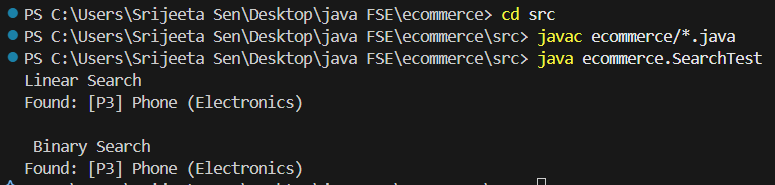 PS C:\Users\Srijeeta Sen\Desktop\java FSE\ecommerce> cd src
PS C:\Users\Srijeeta Sen\Desktop\java FSE\ecommerce\src> javac ecommerce/*.java
PS C:\Users\Srijeeta Sen\Desktop\java FSE\ecommerce\src> java ecommerce.SearchTest
Linear Search
Found: [P3] Phone (Electronics)
Binary Search
Found: [P3] Phone (Electronics)